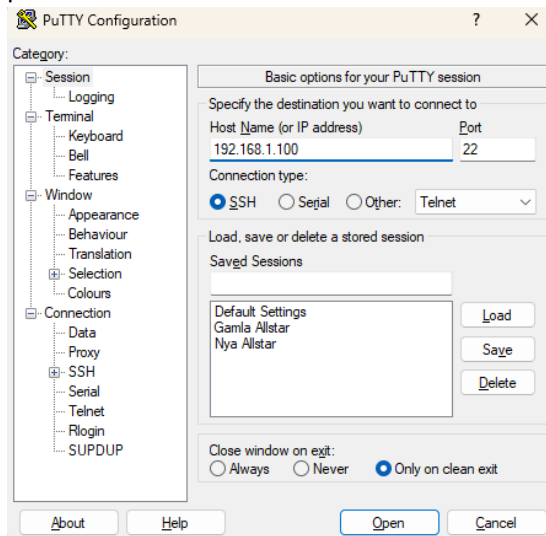 PuTTY Configuration ? ×
Category:
Session
Logging
Terminal
Keyboard
Bell
Features
Window
Appearance
Behaviour
Translation
Selection
Colours
Connection
Data
Proxy
SSH
Serial
Telnet
Rlogin
SUPDUP
Basic options for your PuTTY session
Specify the destination you want to connect to
Host Name (or IP address) Port
192.168.1.100 22
Connection type:
SSH Serial Other: Telnet
Load, save or delete a stored session
Saved Sessions
Default Settings
Gamla Allstar
Nya Allstar
Load
Save
Delete
Close window on exit:
Always Never Only on clean exit
About Help Open Cancel